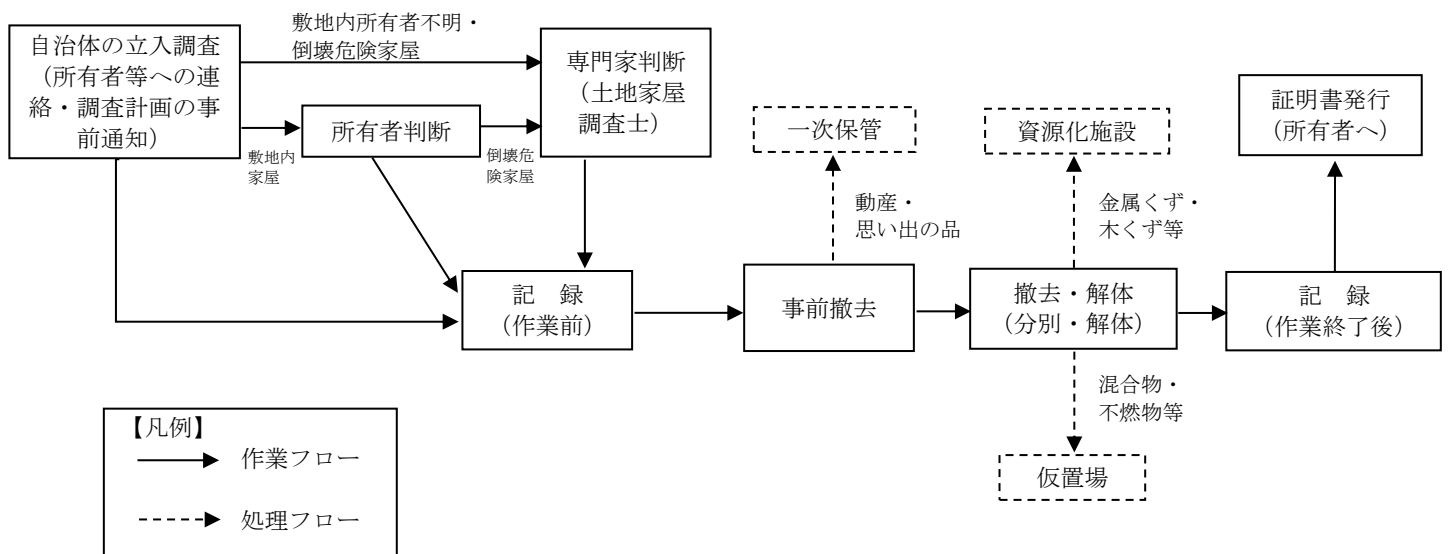 自治体の立入調査
（所有者等への連
絡・調査計画の事
前通知）
敷地内所有者不明・
倒壊危険家屋
敷地内
家屋
所有者判断
倒壊危
険家屋
専門家判断
（土地家屋
調査士）
記　録
（作業前）
一次保管
動産・
思い出の品
事前撤去
資源化施設
金属くず・
木くず等
撤去・解体
（分別・解体）
混合物・
不燃物等
仮置場
証明書発行
（所有者へ）
記　録
（作業終了後）
【凡例】
作業フロー
処理フロー